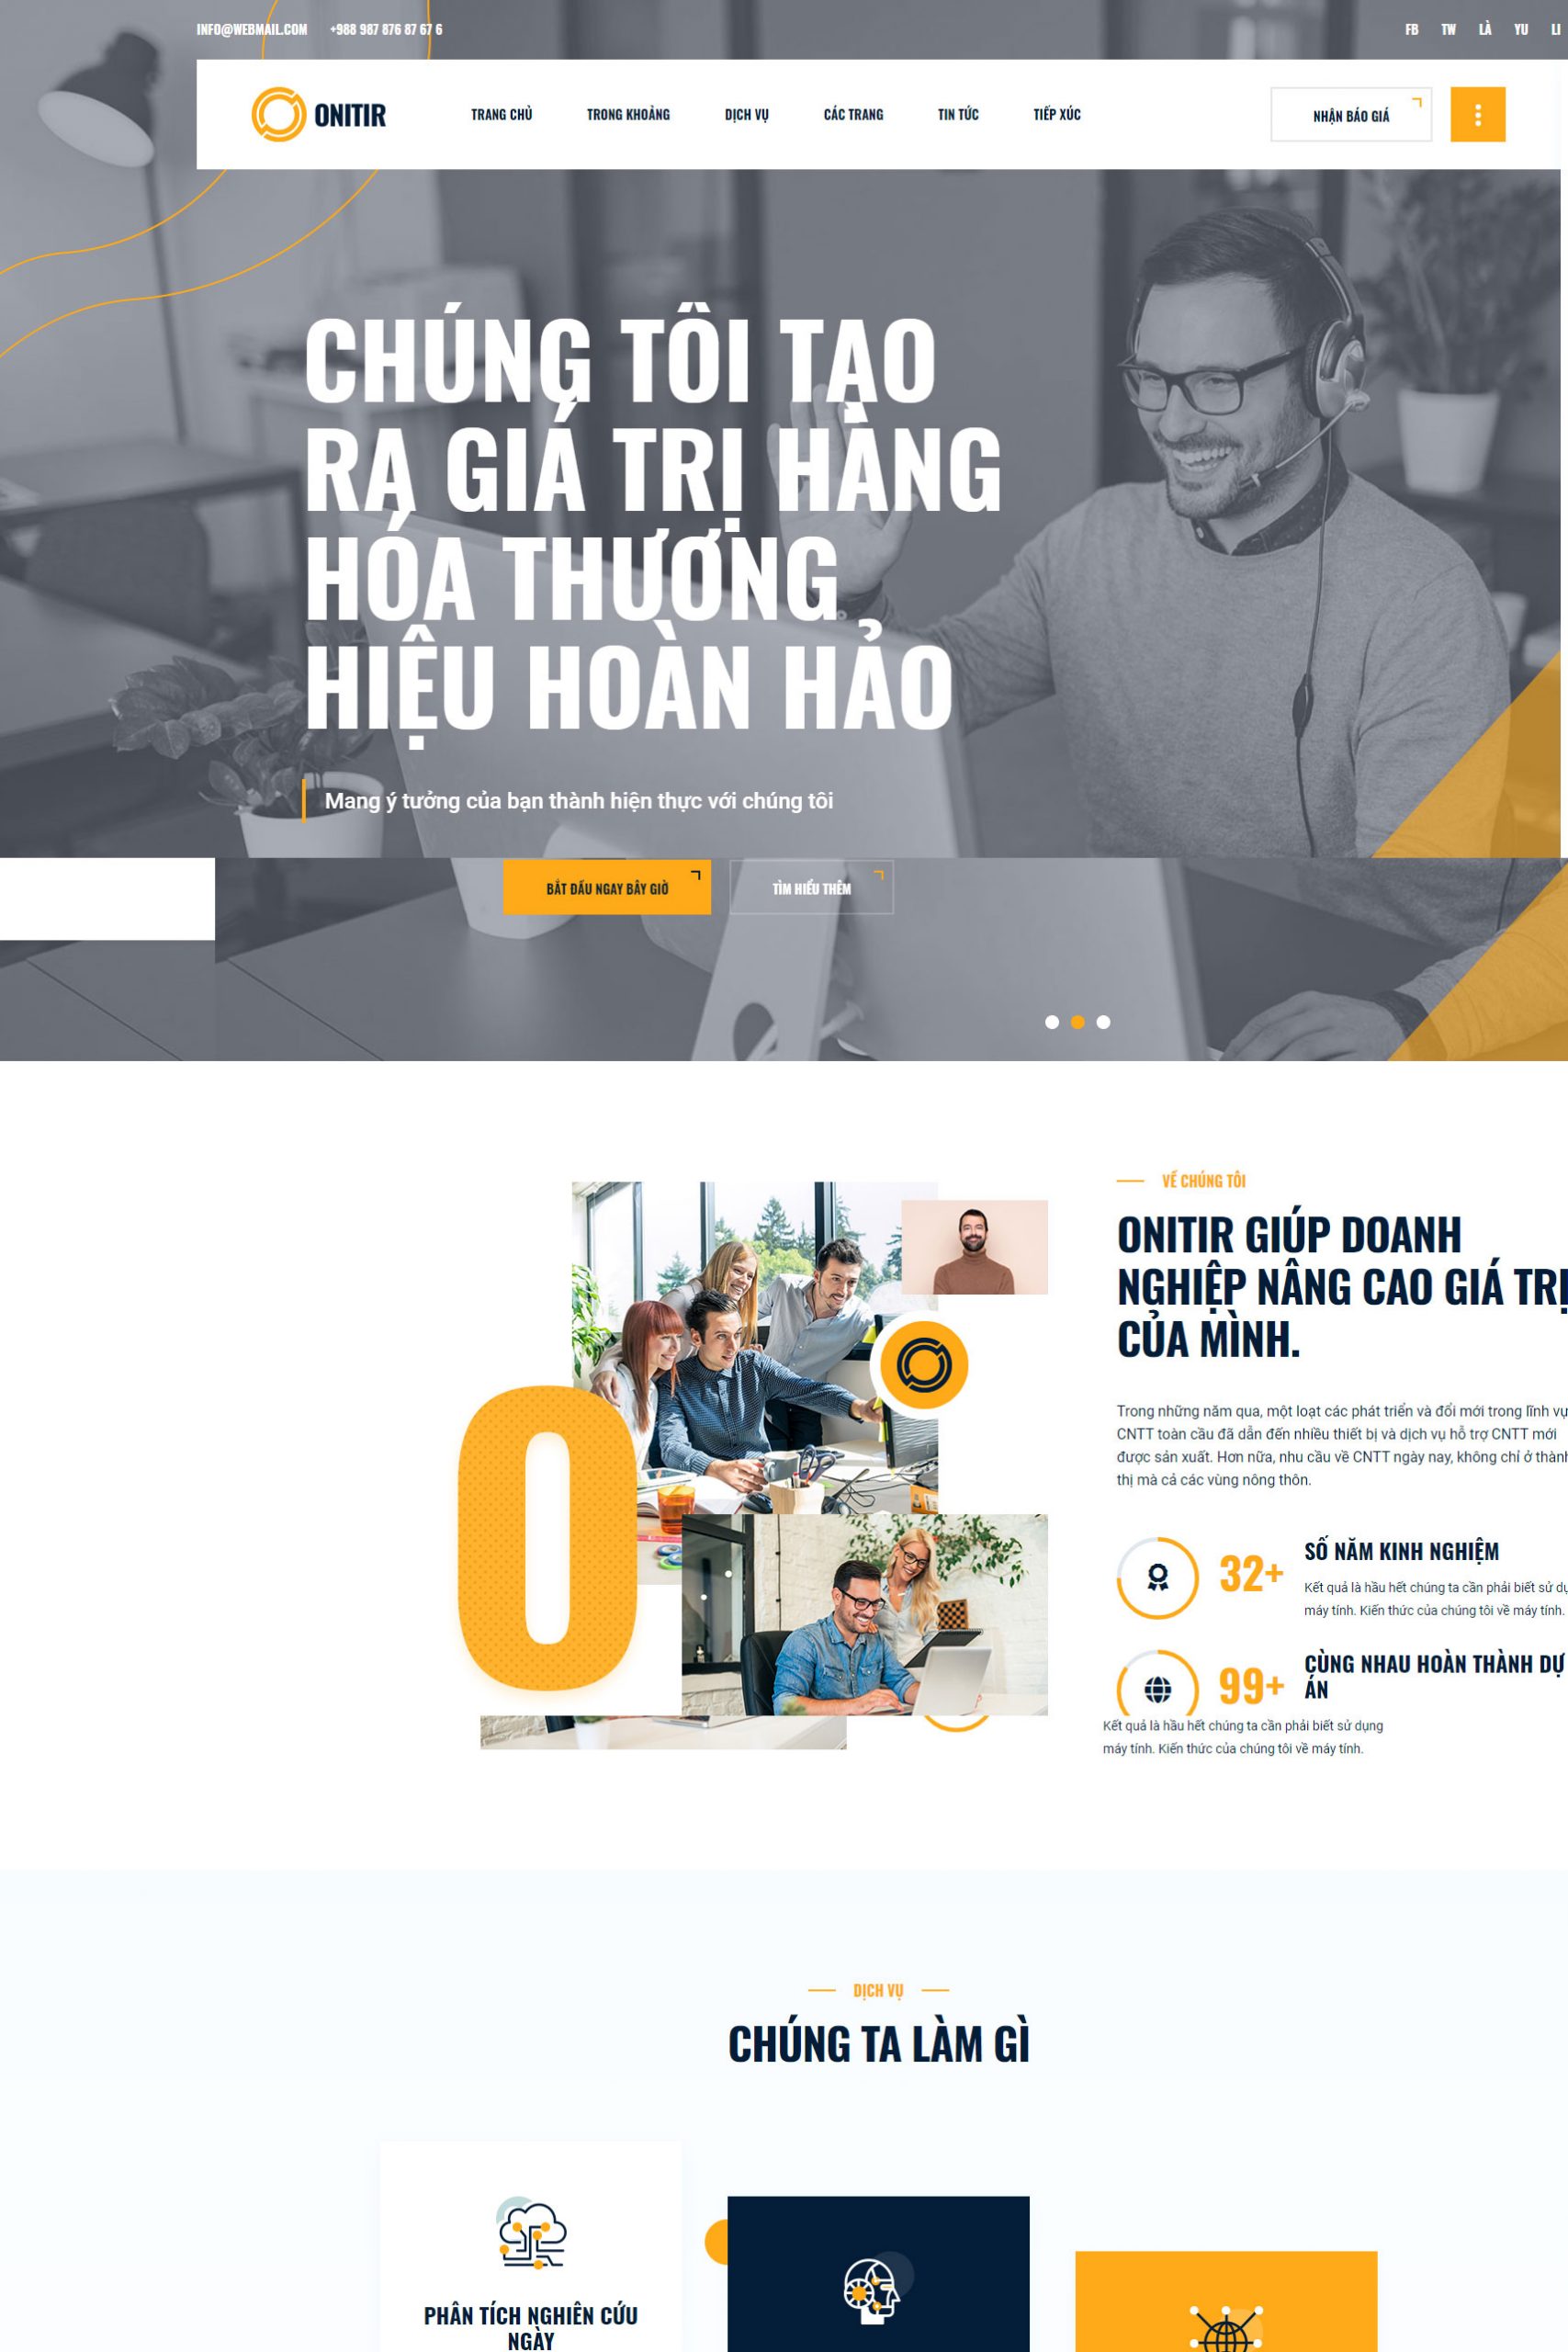 INFO@WEBMAIL.COM +988 987 876 87 67 6
FB TW LÀ YU LI
ONITIR
TRANG CHỦ TRONG KHOẢNG DỊCH VỤ CÁC TRANG TIN TỨC TIẾP XÚC
NHẬN BÁO GIÁ
CHÚNG TÔI TẠO
RA GIÁ TRỊ HÀNG
HÓA THƯƠNG
HIỆU HOÀN HẢO
Mang ý tưởng của bạn thành hiện thực với chúng tôi
BẮT ĐẦU NGAY BÂY GIỜ TÌM HIỂU THÊM
VỀ CHÚNG TÔI
ONITIR GIÚP DOANH
NGHIỆP NÂNG CAO GIÁ TRỊ
CỦA MÌNH.
Trong những năm qua, một loạt các phát triển và đổi mới trong lĩnh vự
CNTT toàn cầu đã dẫn đến nhiều thiết bị và dịch vụ hỗ trợ CNTT mới
được sản xuất. Hơn nữa, nhu cầu về CNTT ngày nay, không chỉ ở thành
thị mà cả các vùng nông thôn.
32+
SỐ NĂM KINH NGHIỆM
Kết quả là hầu hết chúng ta cần phải biết sử dụ
máy tính. Kiến thức của chúng tôi về máy tính.
99+
CÙNG NHAU HOÀN THÀNH DỰ
ÁN
Kết quả là hầu hết chúng ta cần phải biết sử dụng
máy tính. Kiến thức của chúng tôi về máy tính.
0
DỊCH VỤ
CHÚNG TA LÀM GÌ
PHÂN TÍCH NGHIÊN CỨU
NGÀY